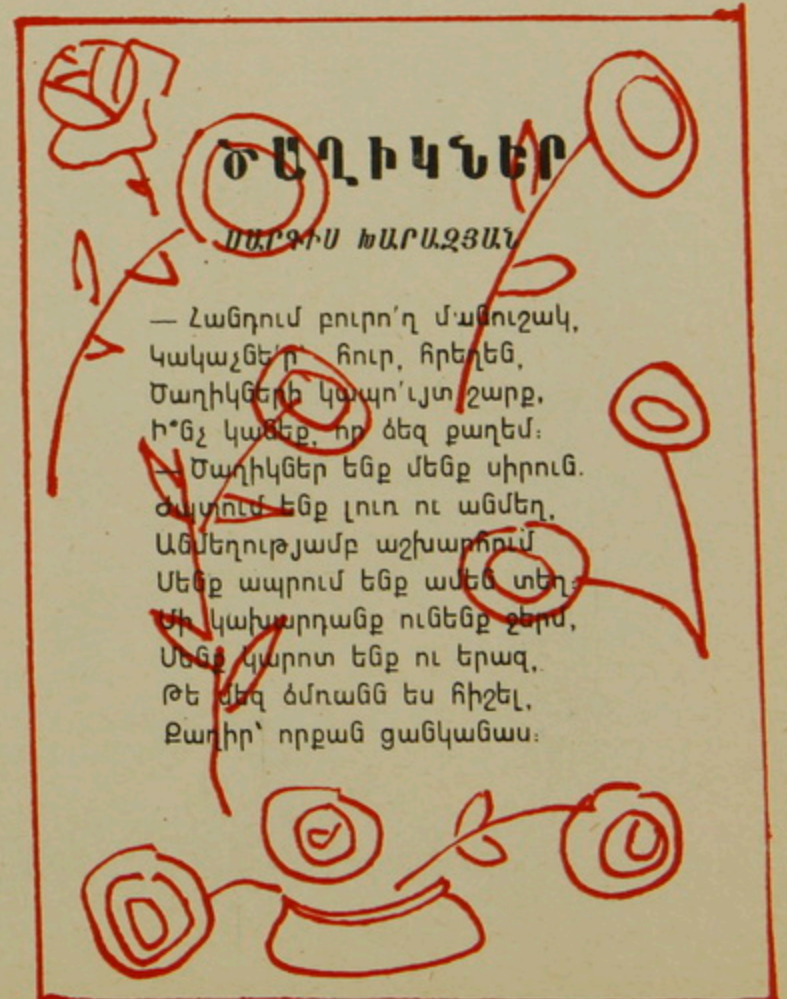 ԾԱՂԻԿՆԵՐ
ՍԱՐԳԻՍ ԽԱՐԱԶՅԱՆ
— Հանդում բուրո՛ղ մանուշակ,
Կակաչնե՛ր՝ հուր, հրեղեն,
Ծաղիկների կապո՛ւյտ շարք,
Ի՞նչ կանեք, որ ձեզ քաղեմ։
— Ծաղիկներ ենք մենք սիրուն.
Ժպտում ենք լուռ ու անմեղ,
Անմեղությամբ աշխարհում
Մենք ապրում ենք ամեն տեղ։
Մի կախարդանք ունենք ջերմ,
Մենք կարոտ ենք ու երազ,
Թե մեզ ձմռանն ես հիշել,
Քաղիր՝ որքան ցանկանաս։